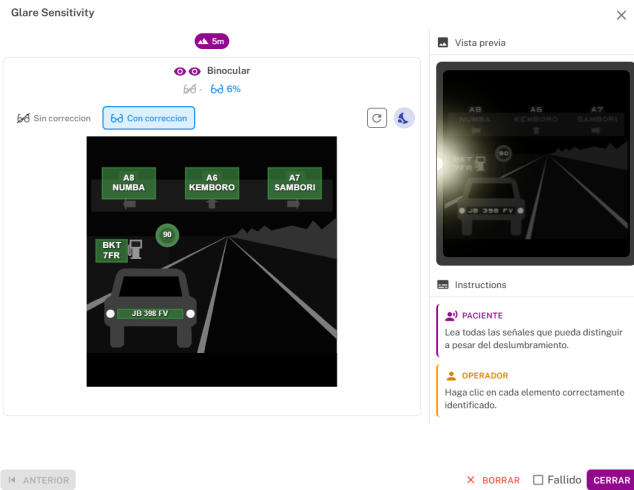 Glare Sensitivity
5m
Binocular
- 6%
Sin correccion
Con correccion
A8
NUMBA
A6
KEMBORO
A7
SAMBORI
90
BKT
7FR
JB 398 FV
Vista previa
A8
NUMBA
A6
KEMBORO
A7
SAMBORI
90
BKT
7FR
JB 398 FV
Instructions
PACIENTE
Lea todas las señales que pueda distinguir
a pesar del deslumbramiento.
OPERADOR
Haga clic en cada elemento correctamente
identificado.
ANTERIOR
BORRAR
Fallido
CERRAR